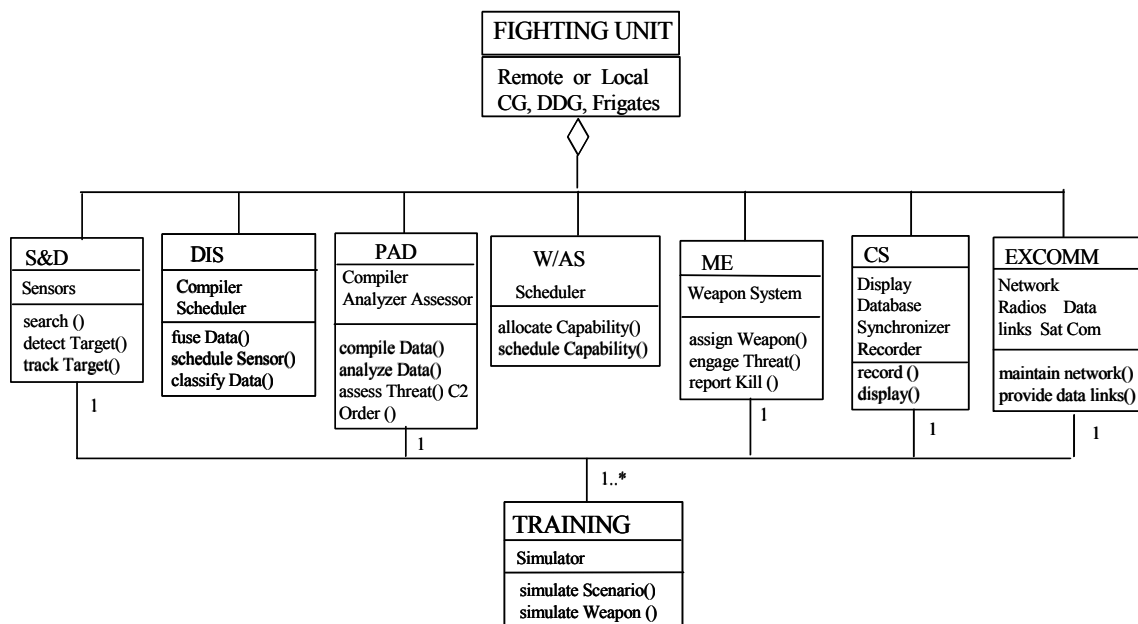 FIGHTING UNIT
Remote or Local
CG, DDG, Frigates
S&D
Sensors
search ()
detect Target()
track Target()
1
DIS
Compiler
Scheduler
fuse Data()
schedule Sensor()
classify Data()
PAD
Compiler
Analyzer Assessor
compile Data()
analyze Data()
assess Threat() C2
Order ()
1
W/AS
Scheduler
allocate Capability()
schedule Capability()
ME
Weapon System
assign Weapon()
engage Threat()
report Kill ()
1
CS
Display
Database
Synchronizer
Recorder
record ()
display()
1
EXCOMM
Network
Radios Data
links Sat Com
maintain network()
provide data links()
1
1..*
TRAINING
Simulator
simulate Scenario()
simulate Weapon ()